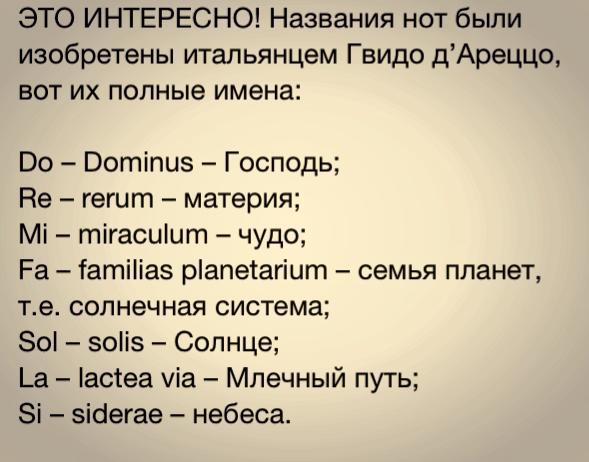 ЭТО ИНТЕРЕСНО! Названия нот были
изобретены итальянцем Гвидо д’Ареццо,
вот их полные имена:
Do – Dominus – Господь;
Re – rerum – материя;
Mi – miraculum – чудо;
Fa – familias planetarium – семья планет,
т.е. солнечная система;
Sol – solis – Солнце;
La – lactea via – Млечный путь;
Si – siderae – небеса.